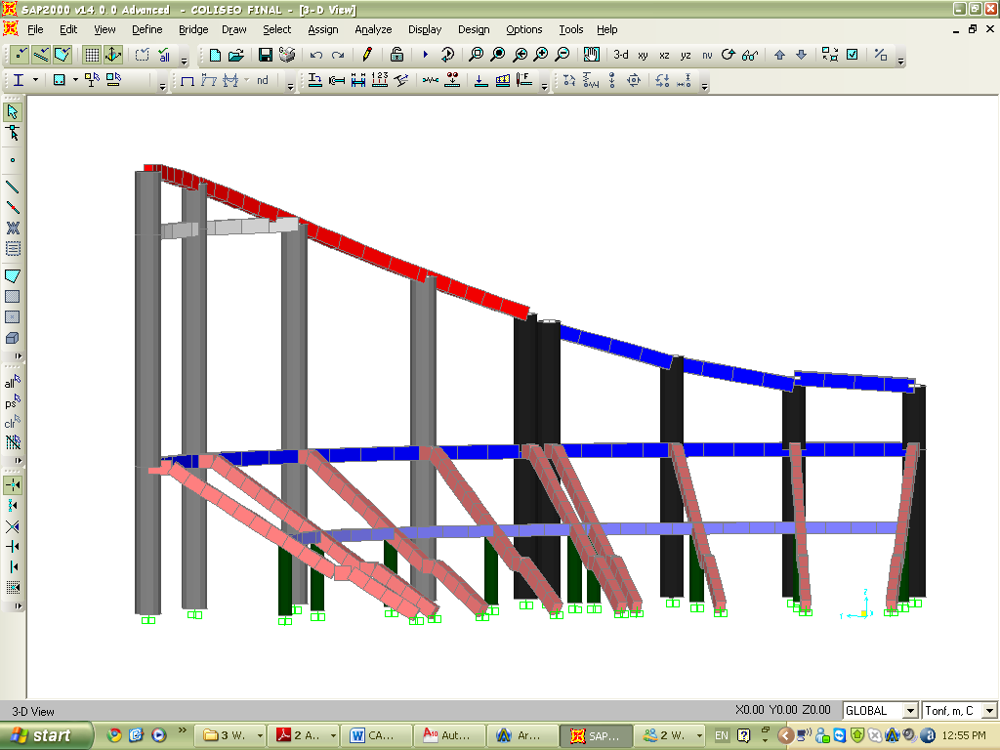 SAP2000 v14.0.0 Advanced - COLISEO FINAL - [3-D View]
File Edit View Define Bridge Draw Select Assign Analyze Display Design Options Tools Help
all 3-d xy xz yz nv
nd
all
ps
clr
Z
Y
3-D View X0.00 Y0.00 Z0.00 GLOBAL Tonf, m, C
start 3 W... 2 A... CA... Aut... Ar... SAP... 2 W... EN 12:55 PM